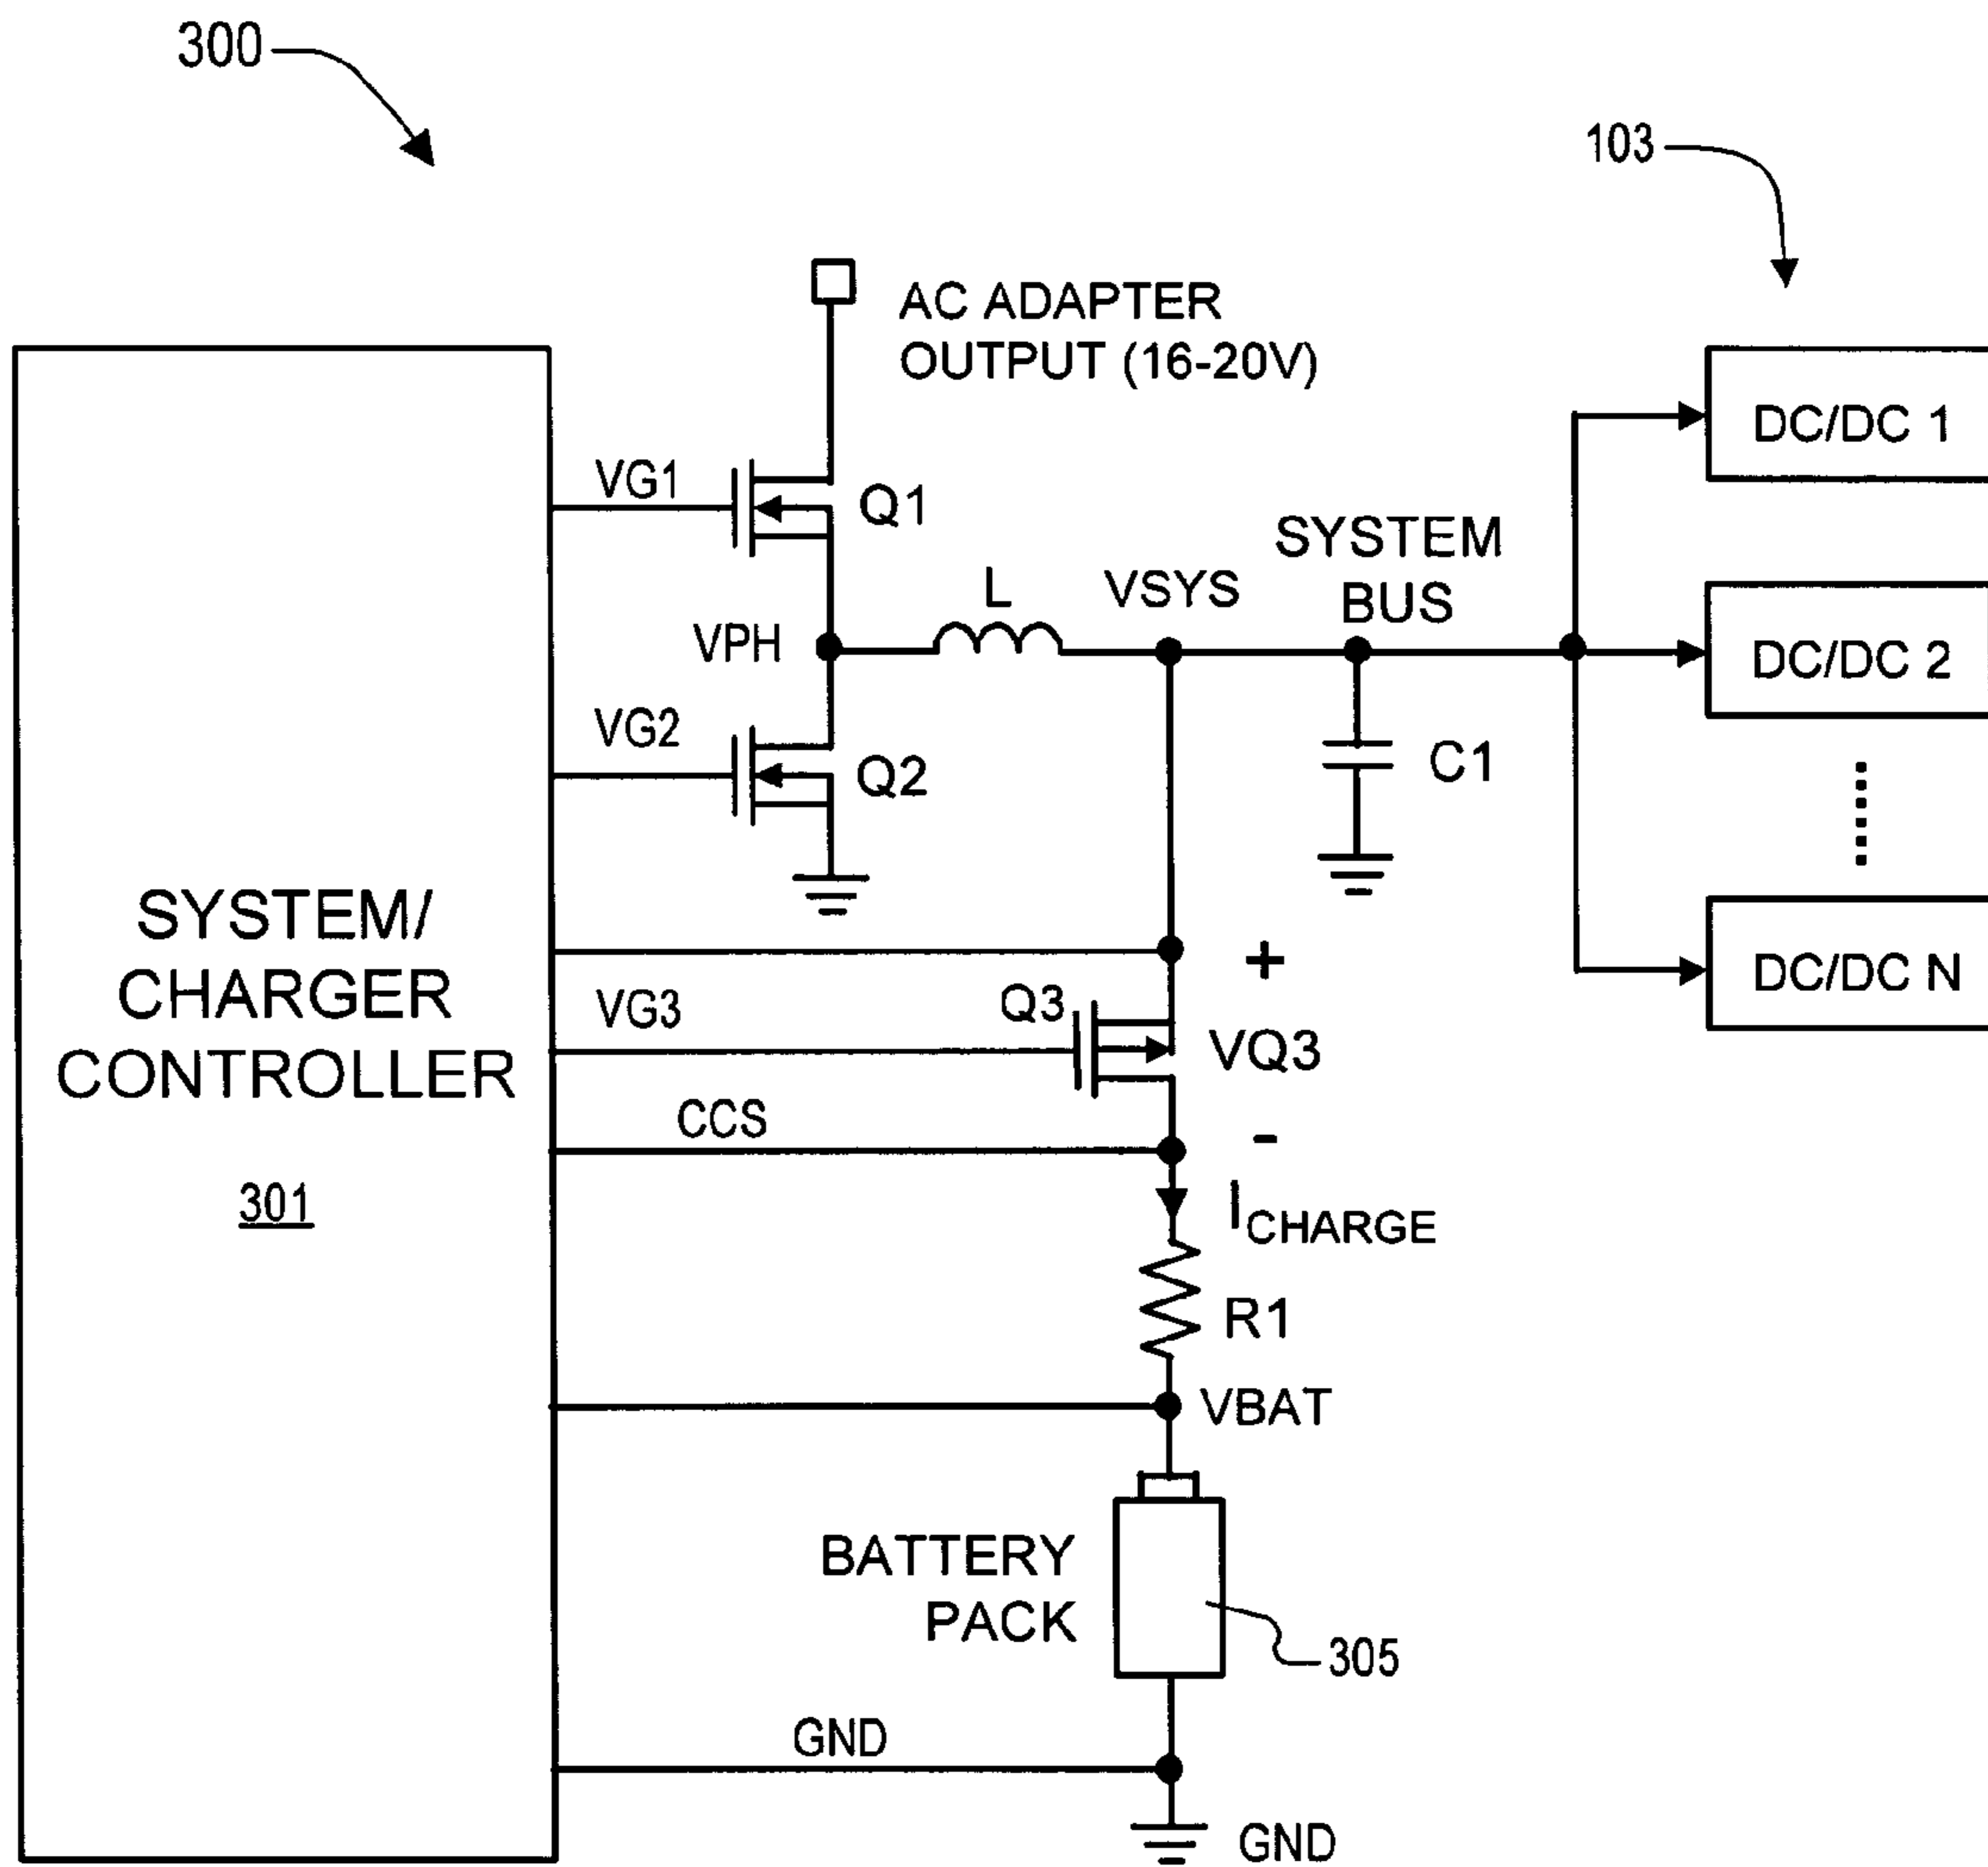 300
103
AC ADAPTER
OUTPUT (16-20V)
DC/DC 1
VG1
Q1
SYSTEM
BUS
L
VSYS
VPH
DC/DC 2
VG2
Q2
C1
SYSTEM/
CHARGER
CONTROLLER
301
+
DC/DC N
VG3
Q3
VQ3
CCS
-
ICHARGE
R1
VBAT
BATTERY
PACK
305
GND
GND